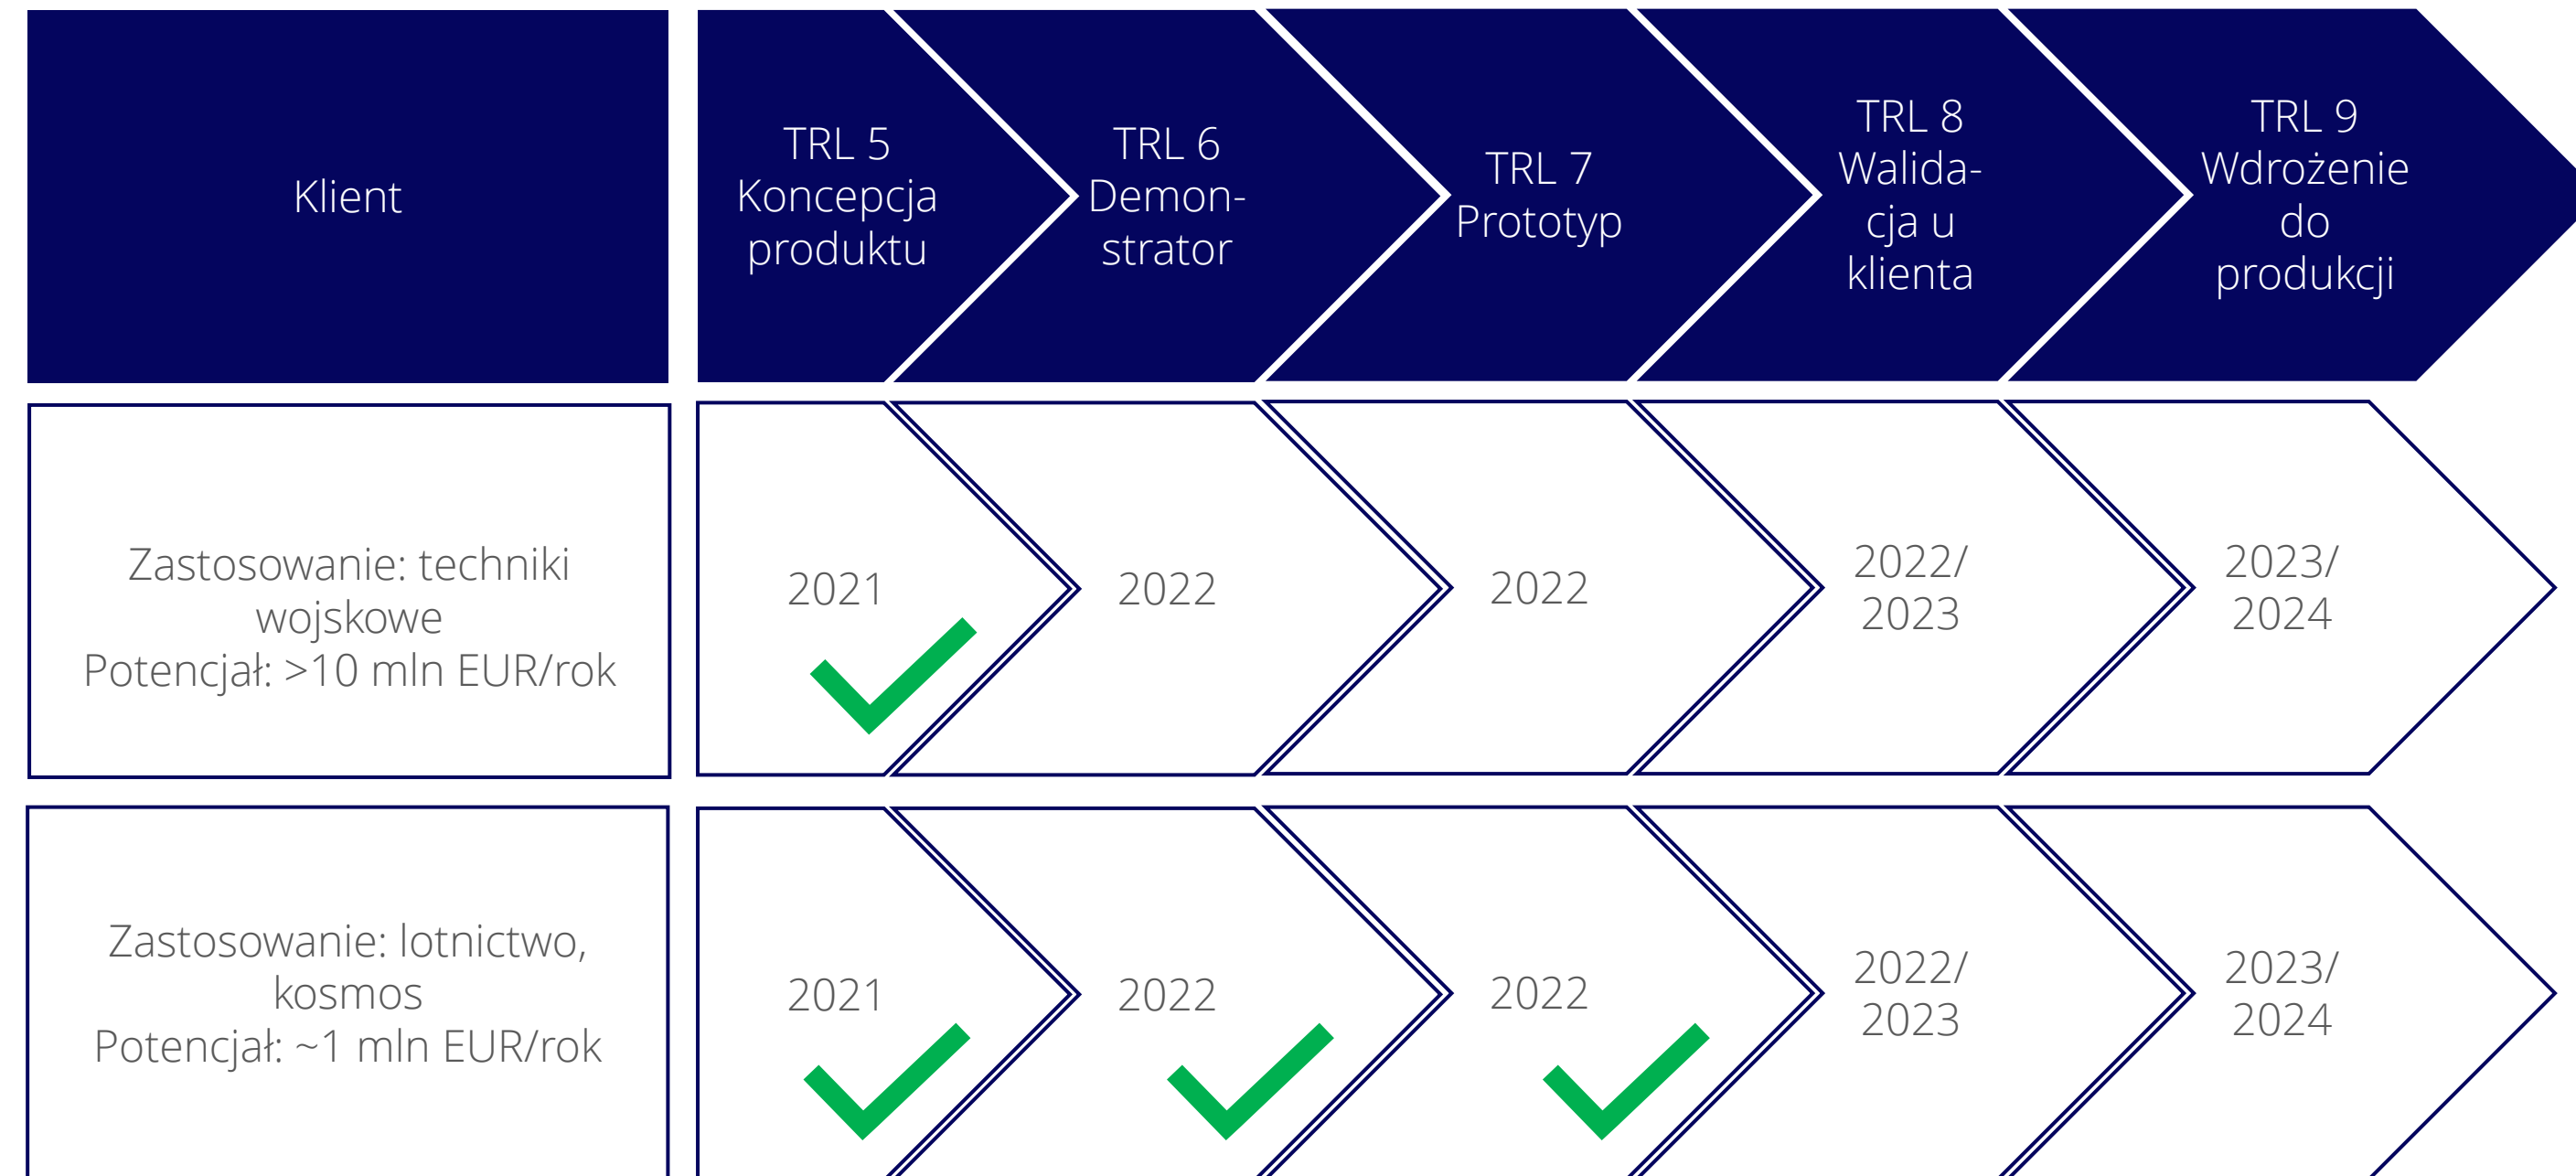 Klient
TRL 5
Koncepcja
produktu
TRL 6
Demon-
strator
TRL 7
Prototyp
TRL 8
Walida-
cja u
klienta
TRL 9
Wdrożenie
do
produkcji
Zastosowanie: techniki
wojskowe
Potencjał: >10 mln EUR/rok
2021
2022
2022
2022/
2023
2023/
2024
Zastosowanie: lotnictwo,
kosmos
Potencjał: ~1 mln EUR/rok
2021
2022
2022
2022/
2023
2023/
2024